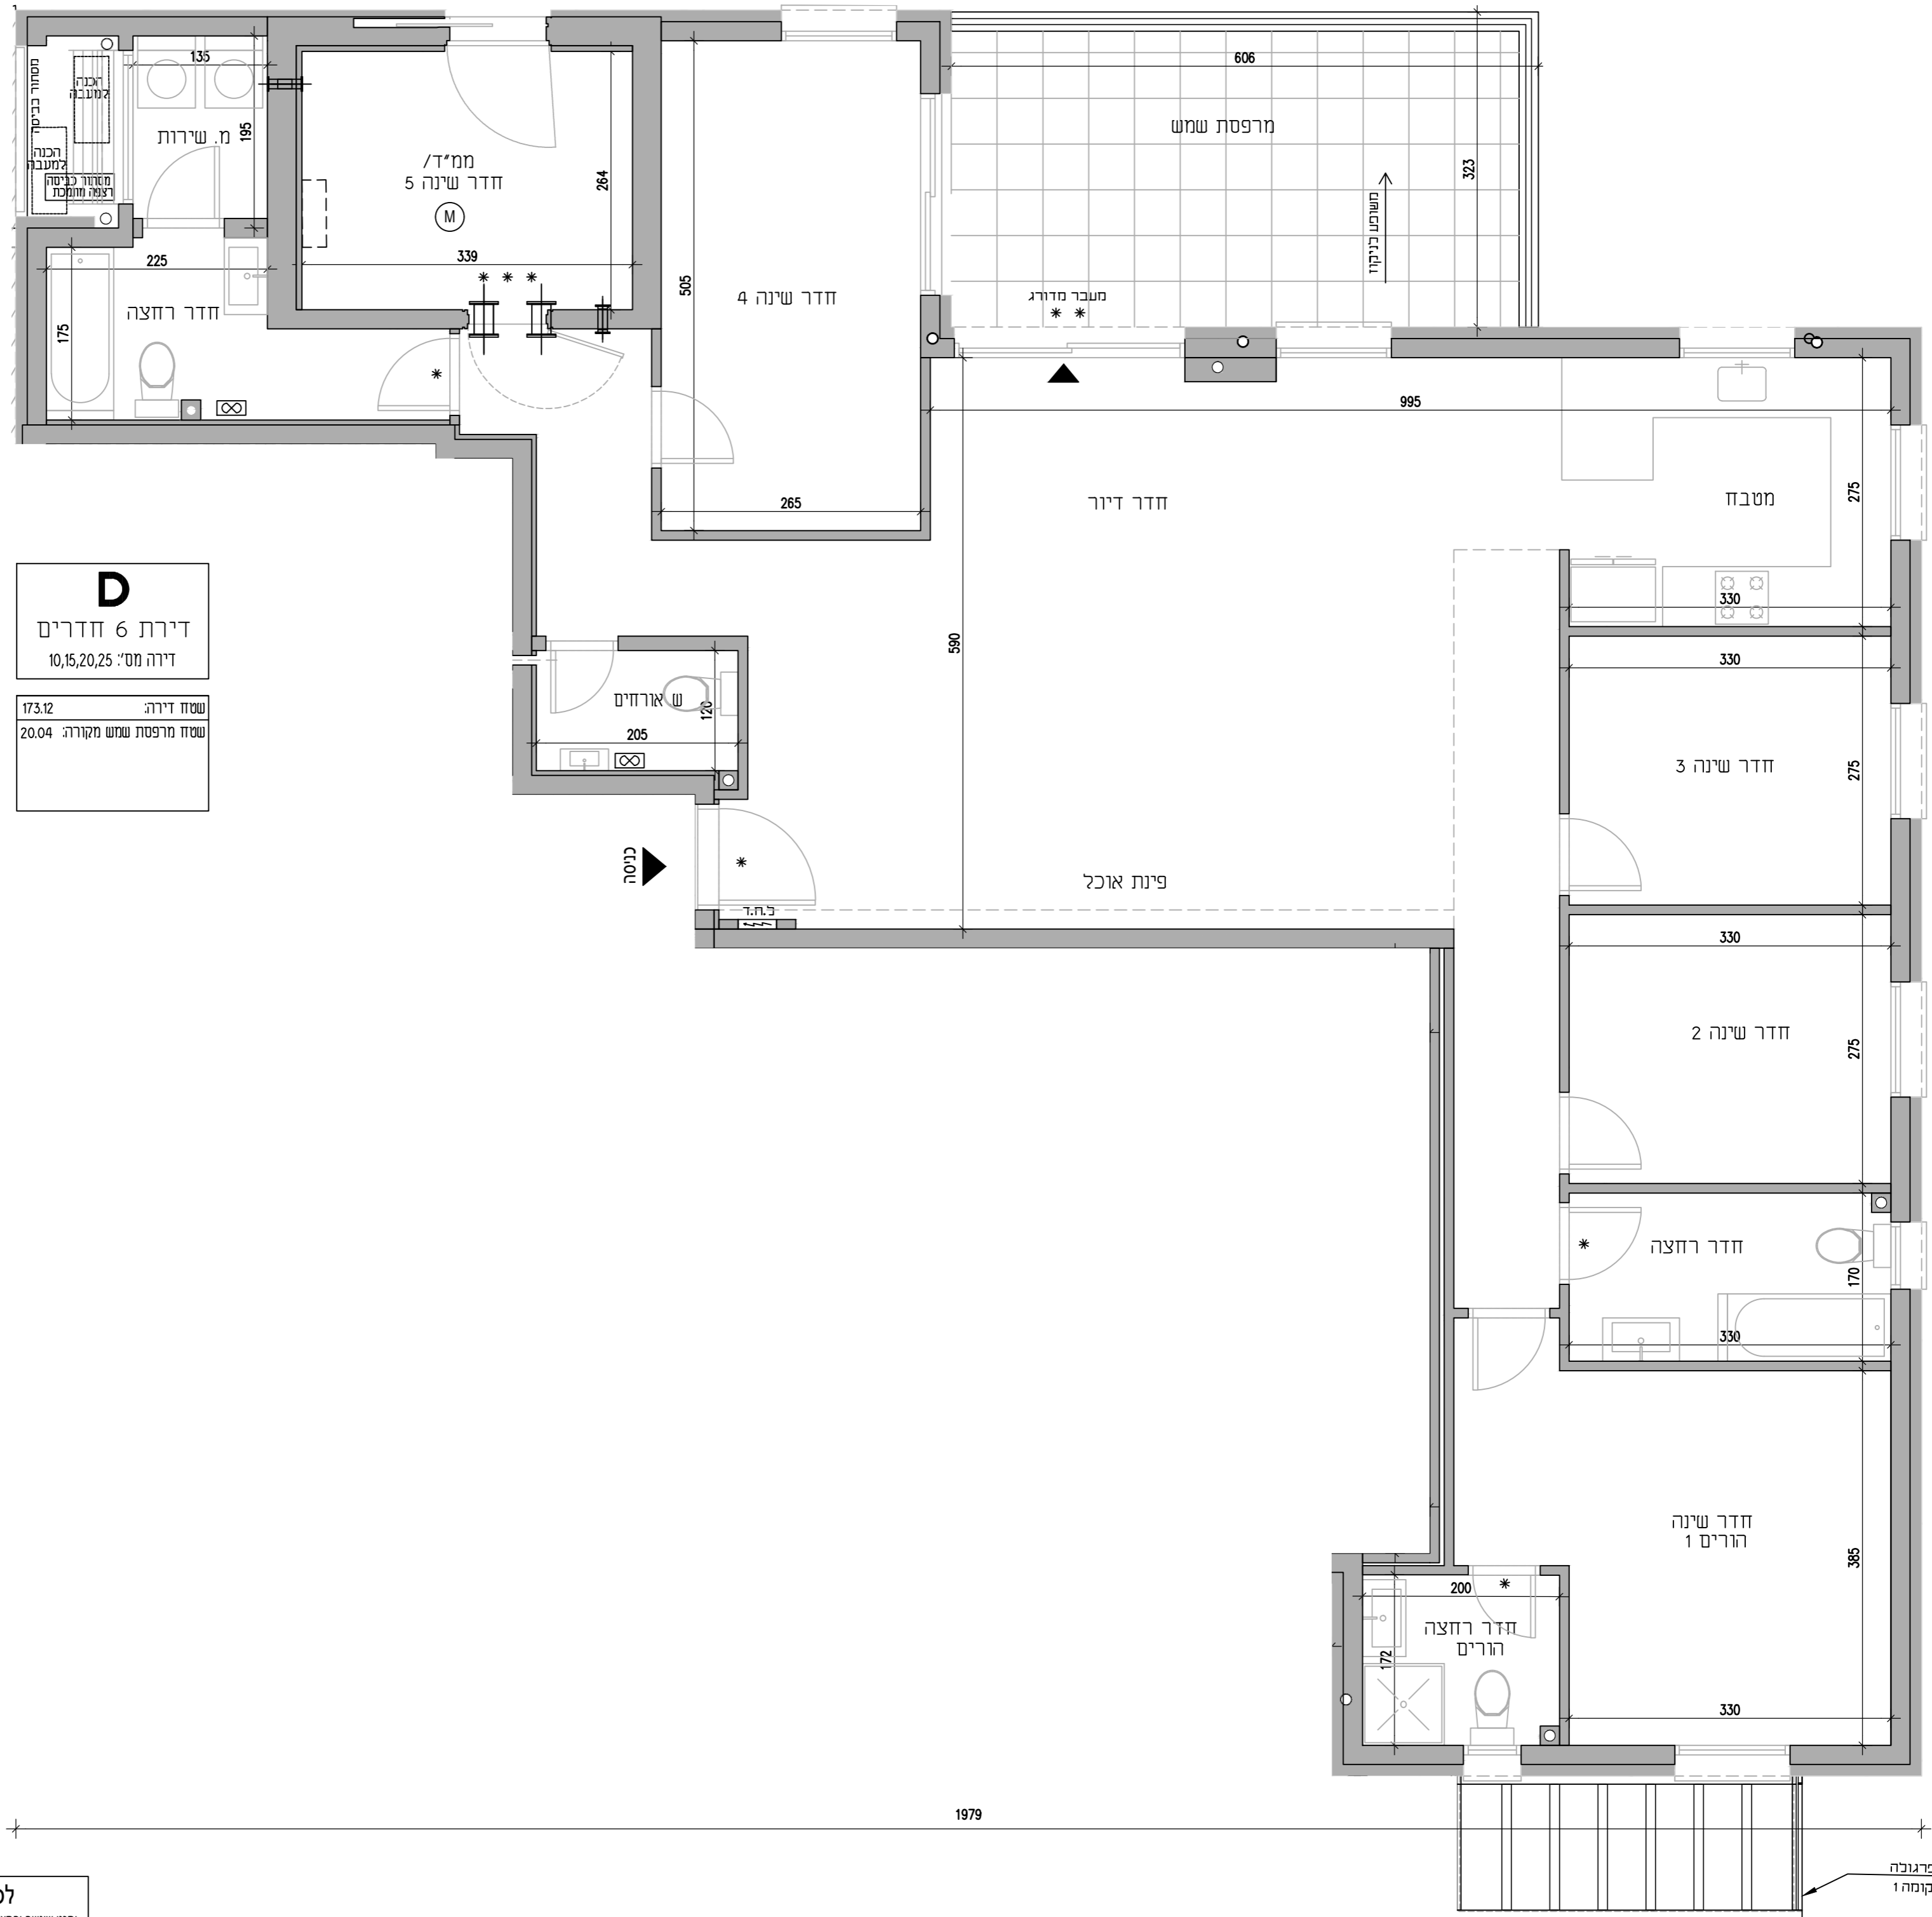 מסתור כביסה
הכנה
למעבה
הכנה
למעבה
מסתור כביסה
רצפה מונמכת
135
195
מ. שירות
ממ"ד/
חדר שינה 5
M
264
339
* * *
225
175
חדר רחצה
*
505
חדר שינה 4
265
606
מרפסת שמש
323
משופע לניקוז
מעבר מדורג
* *
995
חדר דיור
590
מטבח
275
330
D
דירת 6 חדרים
דירה מס': 10,15,20,25
שטח דירה: 173.12
שטח מרפסת שמש מקורה: 20.04
ש אורחים
120
205
כניסה
*
ל.ח.ד
פינת אוכל
330
חדר שינה 3
275
330
חדר שינה 2
275
*
חדר רחצה
170
330
חדר שינה
הורים 1
385
330
200
*
חדר רחצה
הורים
172
1979
פרגולה
קומה 1